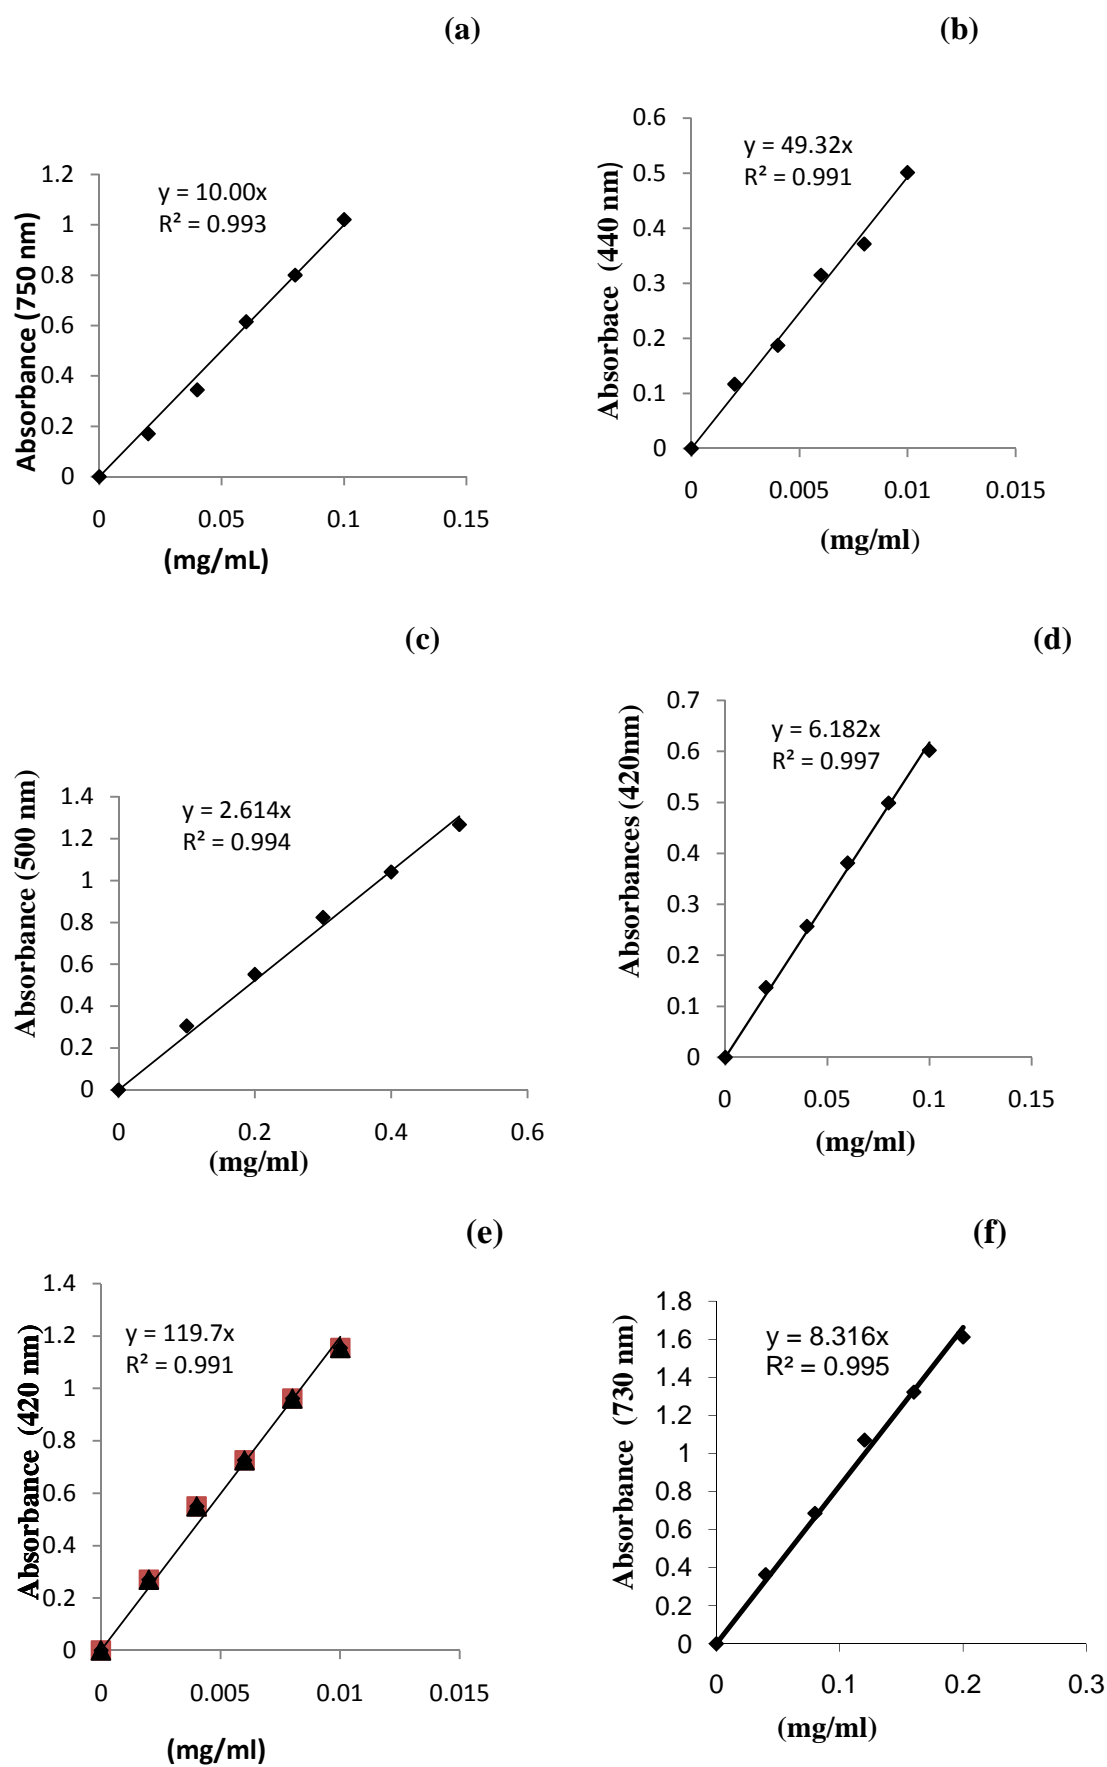 (a)
1.2
1
0.8
0.6
0.4
0.2
0
y = 10.00x
R² = 0.993
Absorbance (750 nm)
0 0.05 0.1 0.15
(mg/mL)
(b)
0.6
0.5
0.4
0.3
0.2
0.1
0
y = 49.32x
R² = 0.991
Absorbace (440 nm)
0 0.005 0.01 0.015
(mg/ml)
(c)
1.4
1.2
1
0.8
0.6
0.4
0.2
0
y = 2.614x
R² = 0.994
Absorbance (500 nm)
0 0.2 0.4 0.6
(mg/ml)
(d)
0.7
0.6
0.5
0.4
0.3
0.2
0.1
0
y = 6.182x
R² = 0.997
Absorbances (420nm)
0 0.05 0.1 0.15
(mg/ml)
(e)
1.4
1.2
1
0.8
0.6
0.4
0.2
0
y = 119.7x
R² = 0.991
Absorbance (420 nm)
0 0.005 0.01 0.015
(mg/ml)
(f)
1.8
1.6
1.4
1.2
1
0.8
0.6
0.4
0.2
0
y = 8.316x
R² = 0.995
Absorbance (730 nm)
0 0.1 0.2 0.3
(mg/ml)